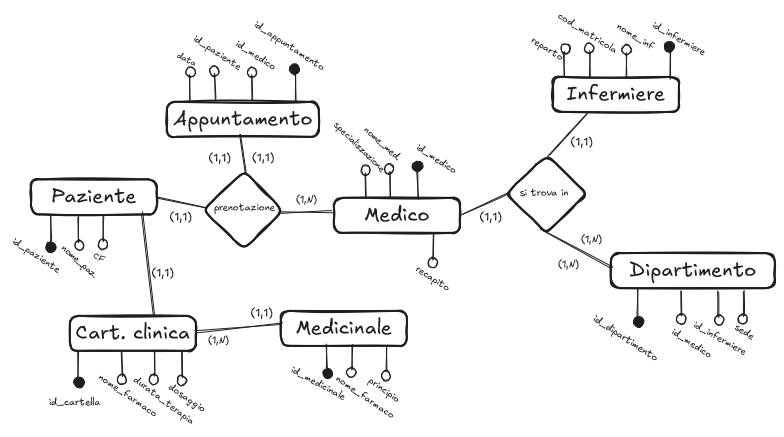 id_appuntamento
id_paziente
id_medico
data
Appuntamento
(1,1)
(1,1)
cod_matricola
nome_inf
id_infermiere
reparto
Infermiere
(1,1)
specializzazione
nome_med
id_medico
Paziente
(1,1)
prenotazione
(1,N)
Medico
(1,1)
si trova in
(1,N)
(1,N)
Dipartimento
id_paziente
nome_paz.
CF
(1,1)
recapito
id_dipartimento
id_medico
id_infermiere
sede
Cart. clinica
(1,N)
(1,1)
Medicinale
id_cartella
nome_farmaco
durata_terapia
dosaggio
id_medicinale
nome_farmaco
principio